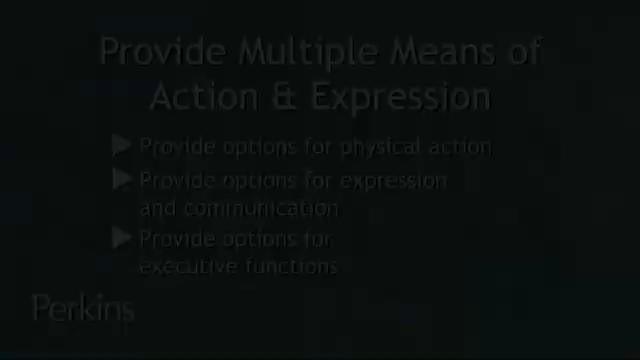 Provide Multiple Means of
Action & Expression
Provide options for physical action
Provide options for expression
and communication
Provide options for
executive functions
Perkins